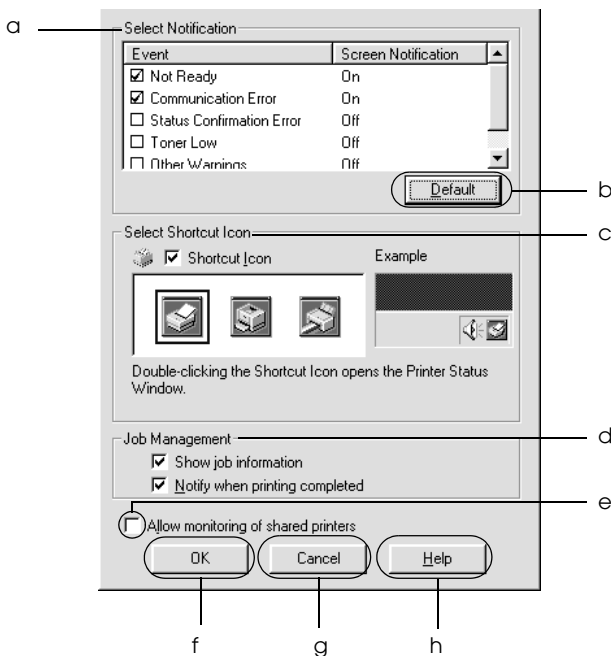 a
Select Notification
Event Screen Notification
Not Ready On
Communication Error On
Status Confirmation Error Off
Toner Low Off
Other Warnings Off
Default
b
Select Shortcut Icon
c
Shortcut Icon
Example
Double-clicking the Shortcut Icon opens the Printer Status
Window.
Job Management
d
Show job information
Notify when printing completed
e
Allow monitoring of shared printers
OK Cancel Help
f g h